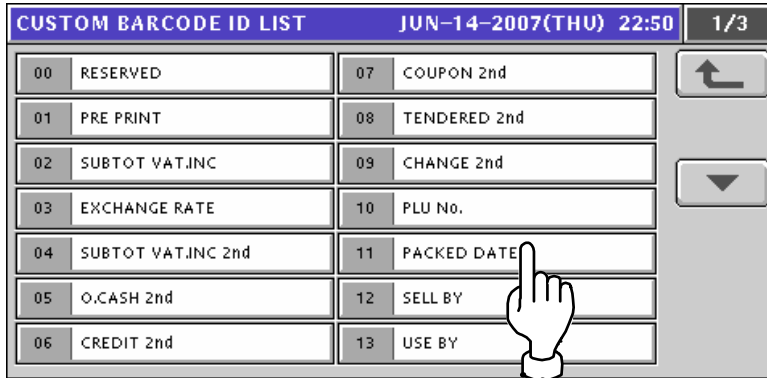 CUSTOM BARCODE ID LIST JUN-14-2007(THU) 22:50 1/3
00 RESERVED
01 PRE PRINT
02 SUBTOT VAT.INC
03 EXCHANGE RATE
04 SUBTOT VAT.INC 2nd
05 O.CASH 2nd
06 CREDIT 2nd
07 COUPON 2nd
08 TENDERED 2nd
09 CHANGE 2nd
10 PLU No.
11 PACKED DATE
12 SELL BY
13 USE BY